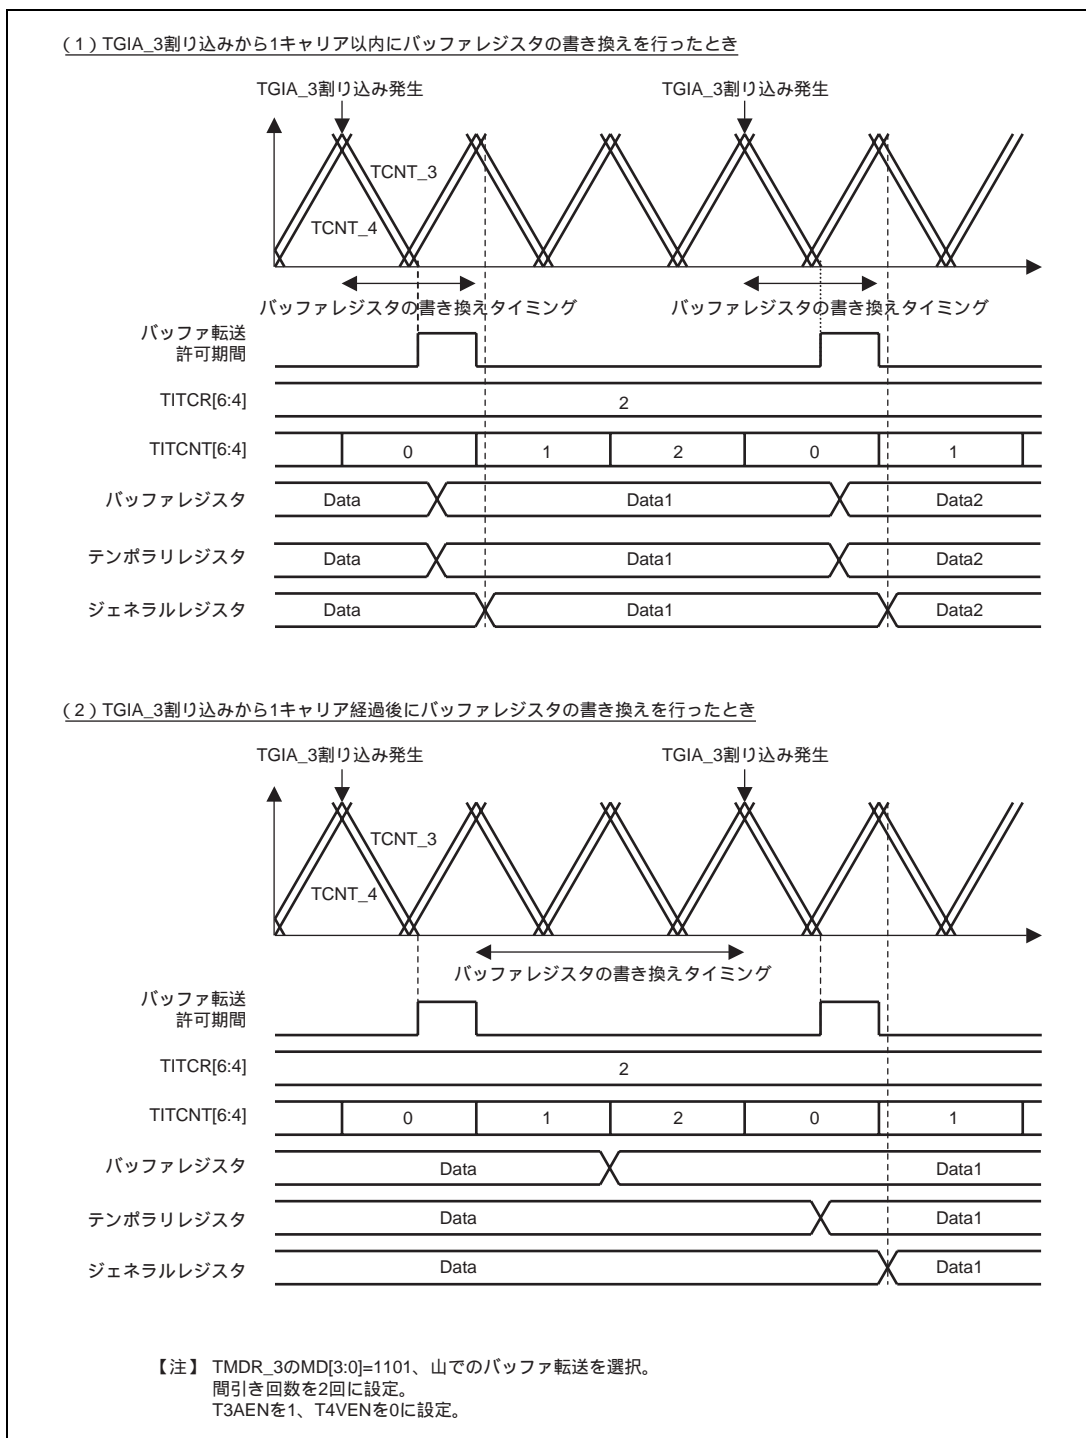 （1）TGIA_3割り込みから1キャリア以内にバッファレジスタの書き換えを行ったとき
TGIA_3割り込み発生 TGIA_3割り込み発生
TCNT_3
TCNT_4
バッファレジスタの書き換えタイミング バッファレジスタの書き換えタイミング
バッファ転送
許可期間
TITCR[6:4] 2
TITCNT[6:4] 0 1 2 0 1
バッファレジスタ Data Data1 Data2
テンポラリレジスタ Data Data1 Data2
ジェネラルレジスタ Data Data1 Data2
（2）TGIA_3割り込みから1キャリア経過後にバッファレジスタの書き換えを行ったとき
TGIA_3割り込み発生 TGIA_3割り込み発生
TCNT_3
TCNT_4
バッファレジスタの書き換えタイミング
バッファ転送
許可期間
TITCR[6:4] 2
TITCNT[6:4] 0 1 2 0 1
バッファレジスタ Data Data1
テンポラリレジスタ Data Data1
ジェネラルレジスタ Data Data1
【注】 TMDR_3のMD[3:0]=1101、山でのバッファ転送を選択。
間引き回数を2回に設定。
T3AENを1、T4VENを0に設定。